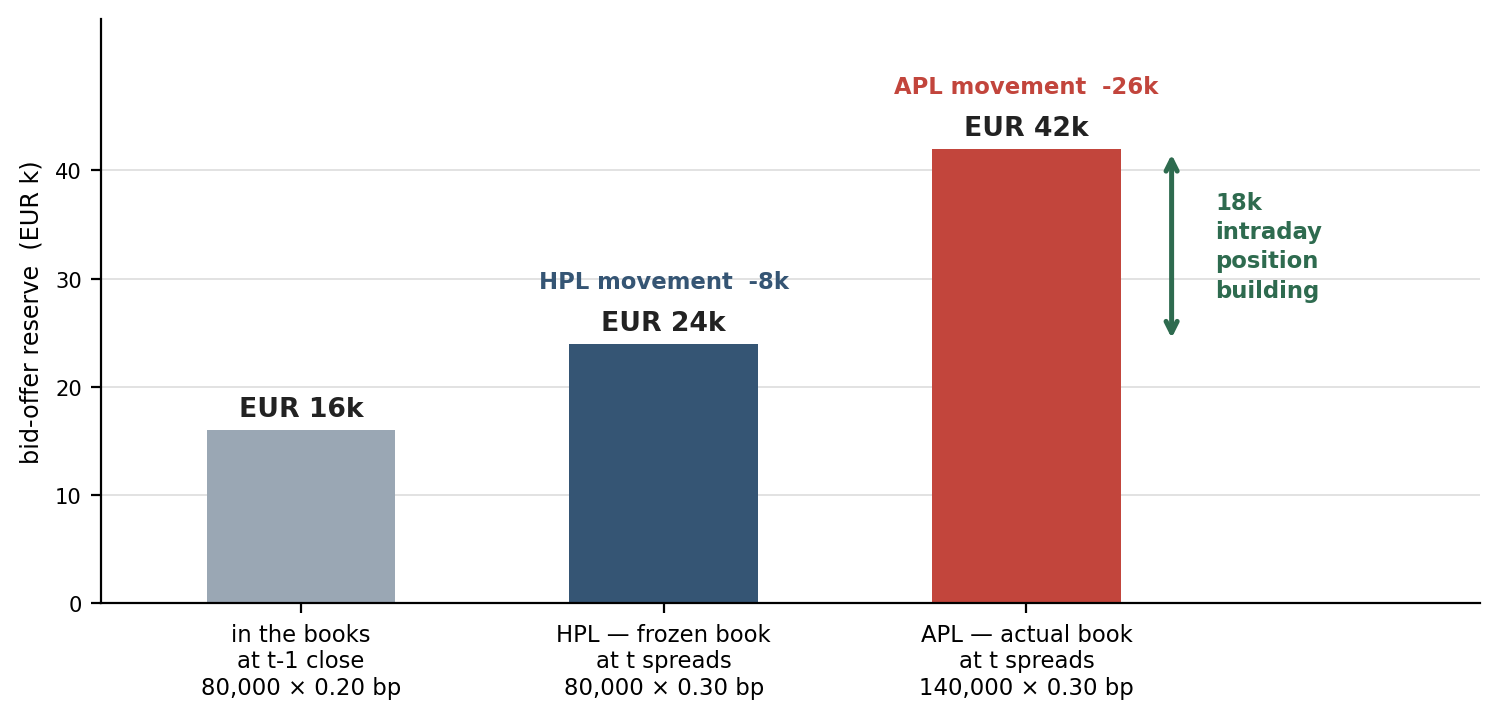 APL movement  -26k
EUR 42k
40
18k
intraday
position
building
HPL movement  -8k
30
EUR 24k
20
EUR 16k
10
0
bid-offer reserve  (EUR k)
in the books
at t-1 close
80,000 × 0.20 bp
HPL — frozen book
at t spreads
80,000 × 0.30 bp
APL — actual book
at t spreads
140,000 × 0.30 bp